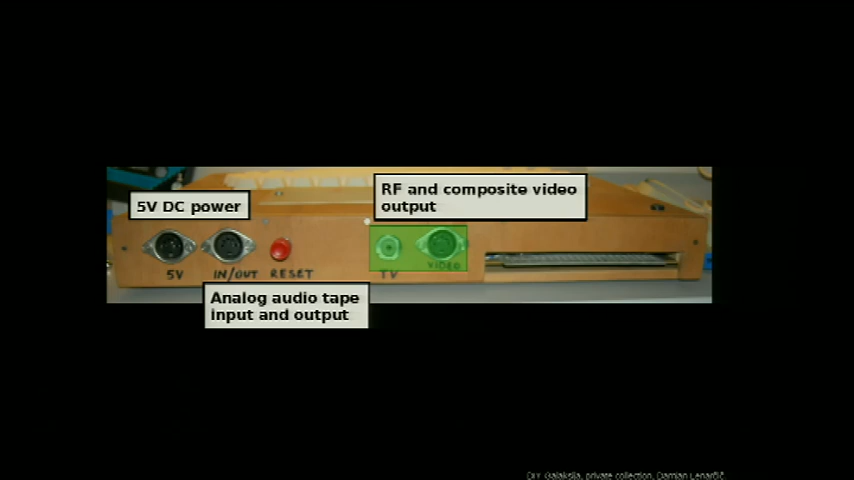 RF and composite video
output
5V DC power
5V
IN/OUT
RESET
TV
VIDEO
Analog audio tape
input and output
DIY Galaksija, private collection, Damian Lenarčič